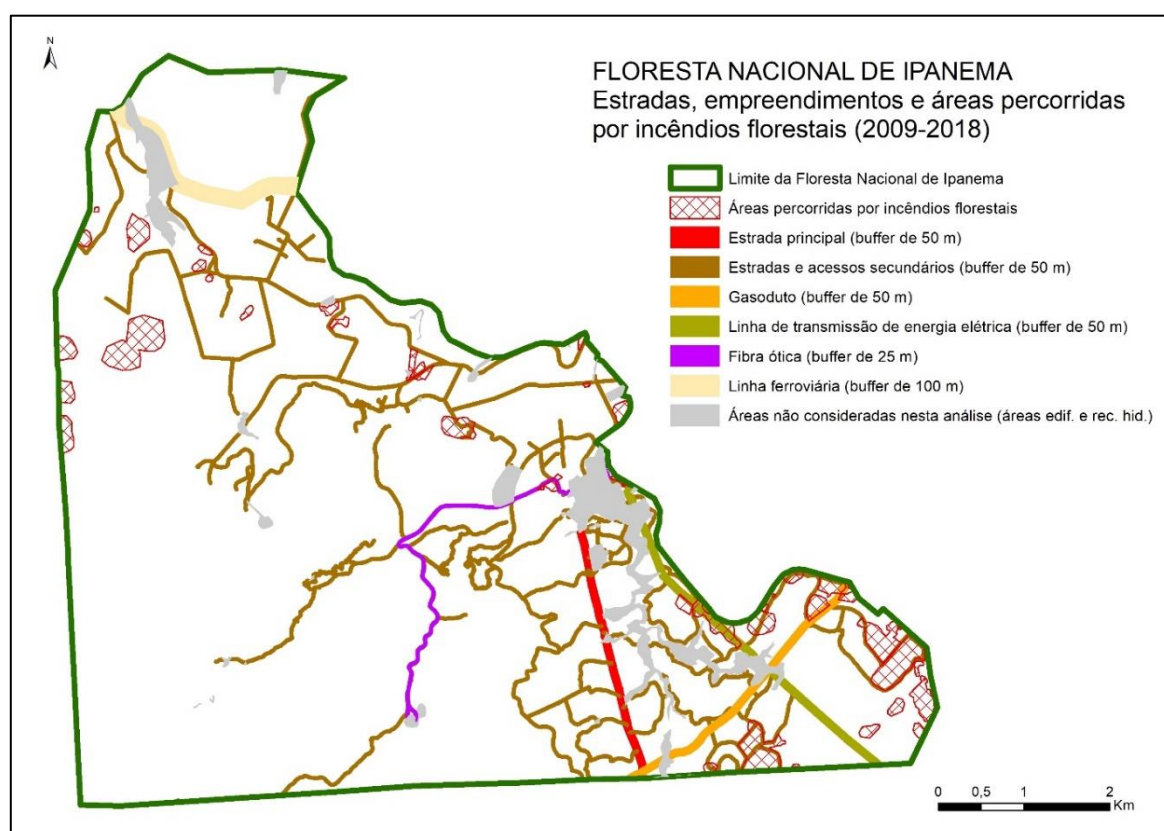 N
FLORESTA NACIONAL DE IPANEMA
Estradas, empreendimentos e áreas percorridas
por incêndios florestais (2009-2018)
Limite da Floresta Nacional de Ipanema
Áreas percorridas por incêndios florestais
Estrada principal (buffer de 50 m)
Estradas e acessos secundários (buffer de 50 m)
Gasoduto (buffer de 50 m)
Linha de transmissão de energia elétrica (buffer de 50 m)
Fibra ótica (buffer de 25 m)
Linha ferroviária (buffer de 100 m)
Áreas não consideradas nesta análise (áreas edif. e rec. hid.)
0 0,5 1 2
Km